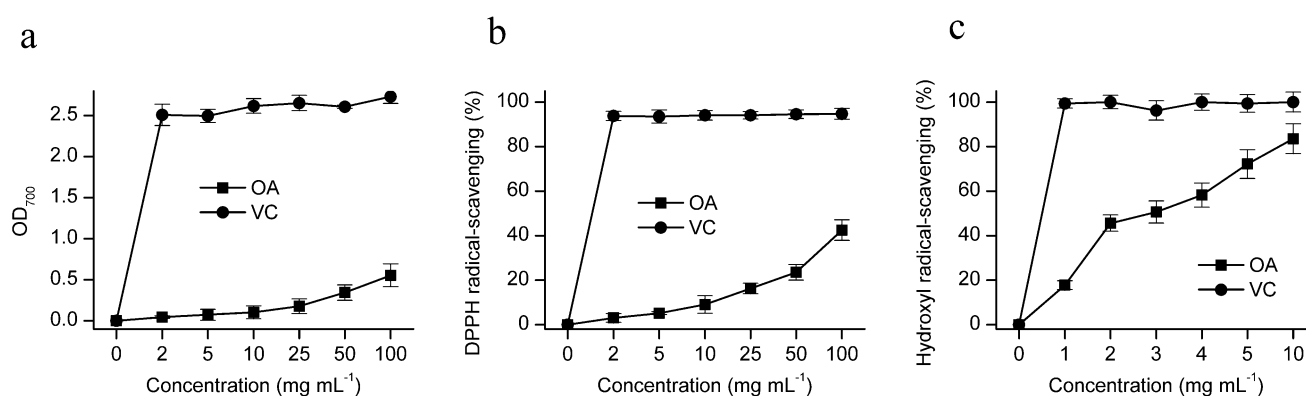 a
2.5
2.0
1.5
1.0
0.5
0.0
OD700
OA
VC
0 2 5 10 25 50 100
Concentration (mg mL-1)
b
100
80
60
40
20
0
DPPH radical-scavenging (%)
OA
VC
0 2 5 10 25 50 100
Concentration (mg mL-1)
c
100
80
60
40
20
0
Hydroxyl radical-scavenging (%)
OA
VC
0 1 2 3 4 5 10
Concentration (mg mL-1)